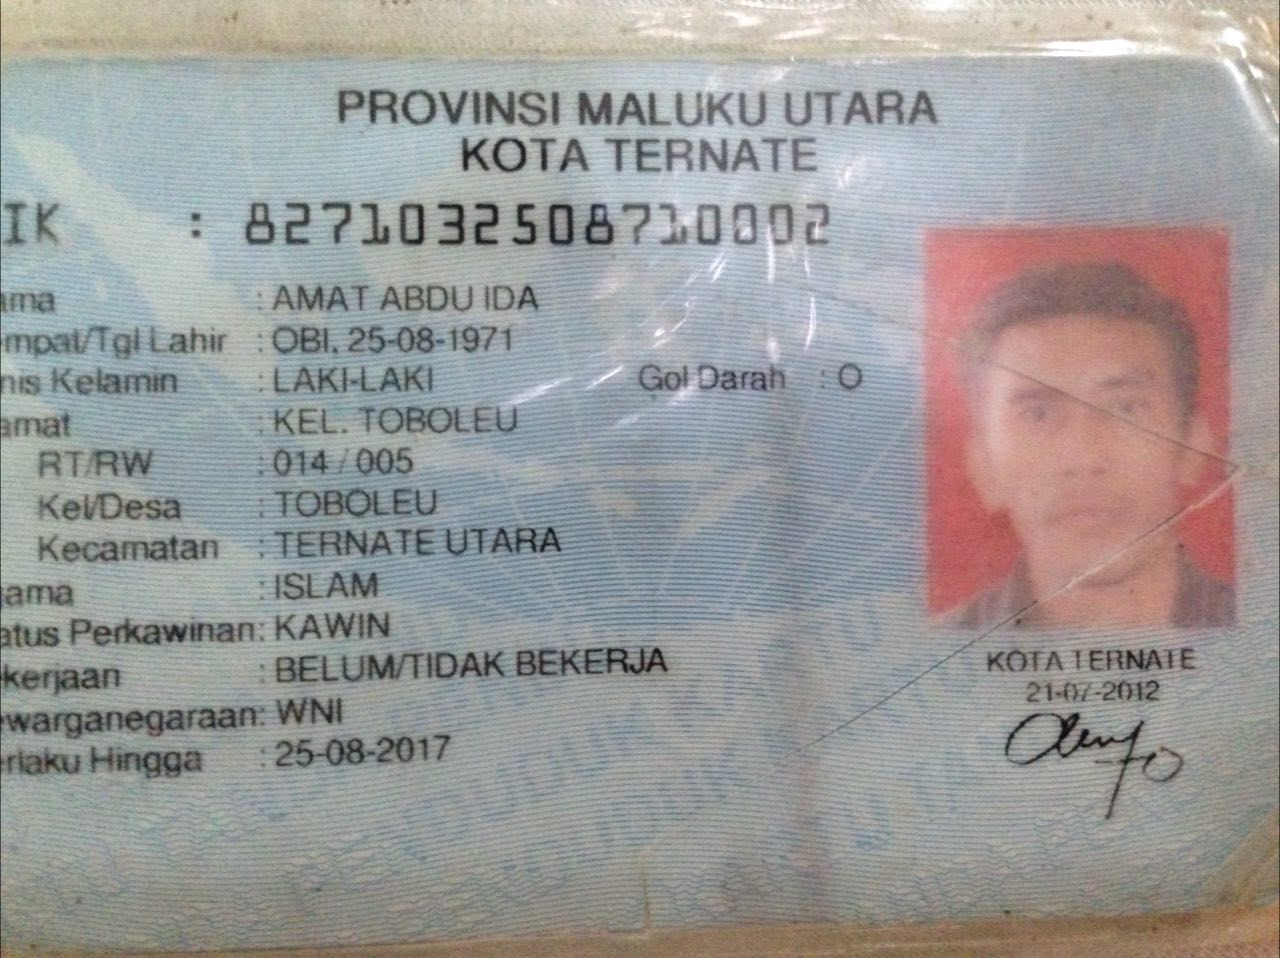 PROVINSI MALUKU UTARA
KOTA TERNATE
IK : 8271032508710002
ama : AMAT ABDU IDA
mpat/Tgl Lahir : OBI, 25-08-1971
nis Kelamin : LAKI-LAKI Gol Darah : O
amat : KEL. TOBOLEU
RT/RW : 014 / 005
Kel/Desa : TOBOLEU
Kecamatan : TERNATE UTARA
gama : ISLAM
atus Perkawinan: KAWIN
kerjaan : BELUM/TIDAK BEKERJA
ewarganegaraan: WNI
erlaku Hingga : 25-08-2017
KOTA TERNATE
21-07-2012